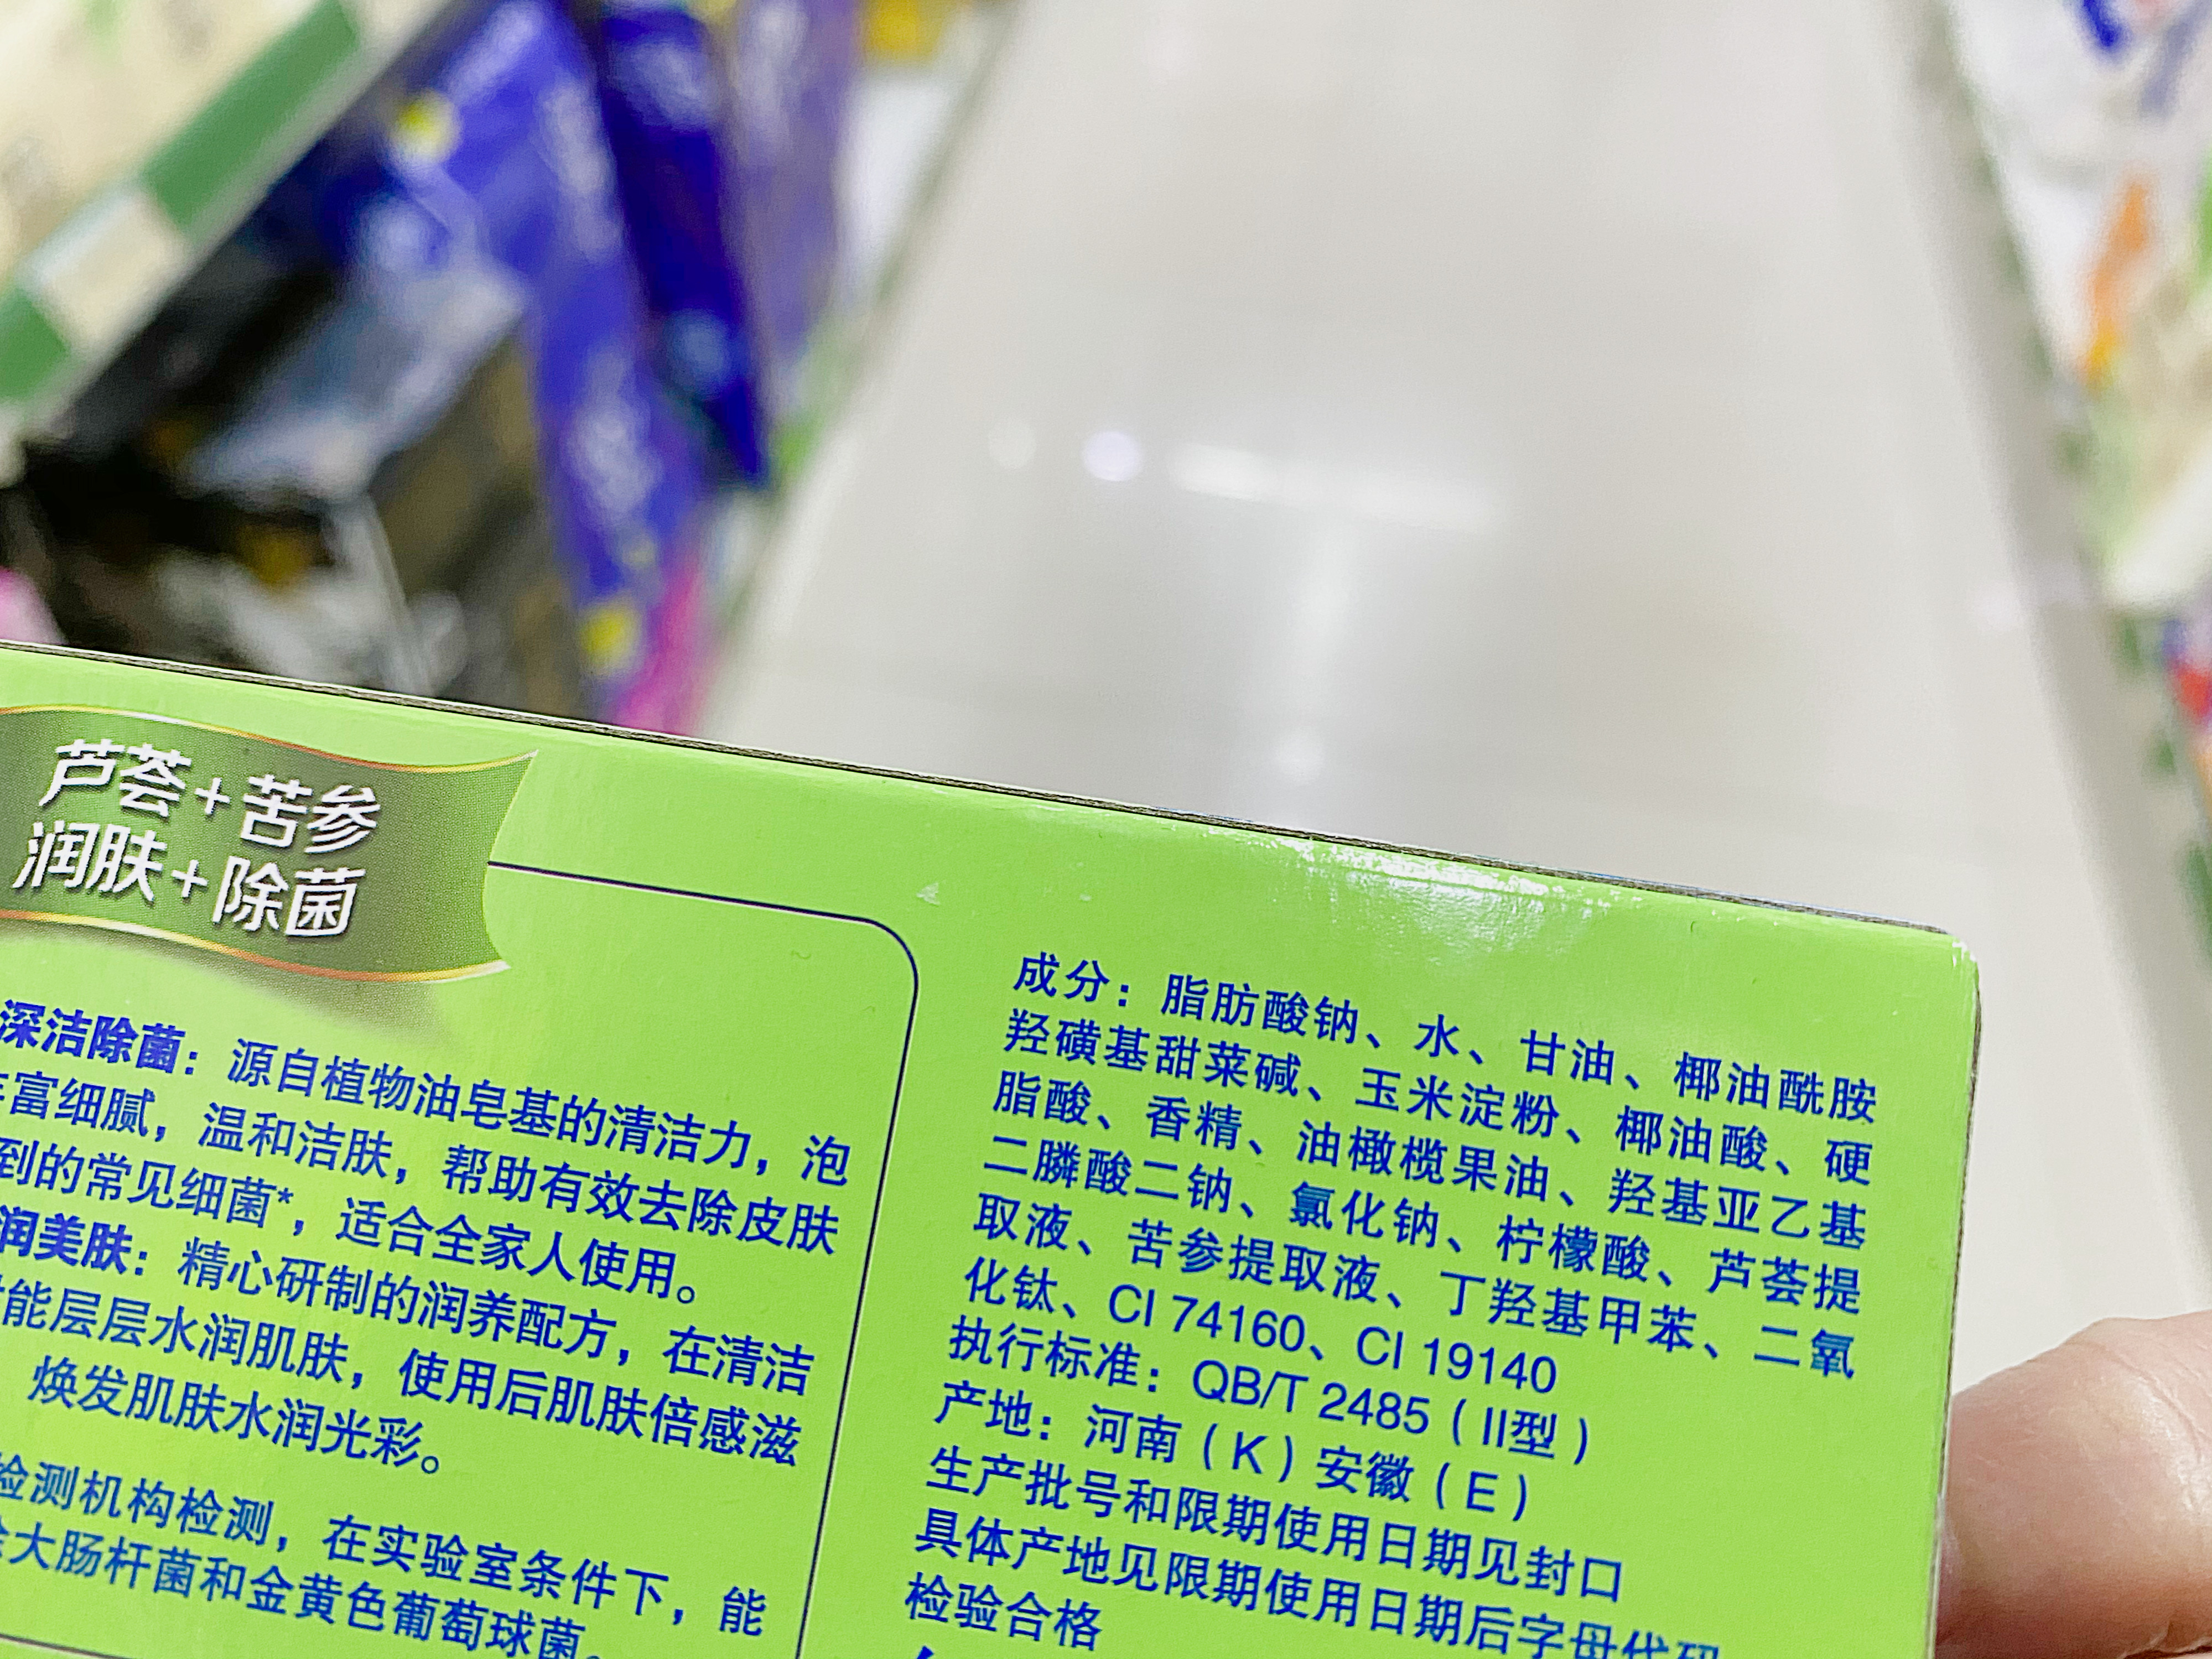 芦荟+苦参
润肤+除菌
深洁除菌：源自植物油皂基的清洁力，泡
富细腻，温和洁肤，帮助有效去除皮肤
到的常见细菌*，适合全家人使用。
润美肤：精心研制的润养配方，在清洁
能层层水润肌肤，使用后肌肤倍感滋
焕发肌肤水润光彩。
检测机构检测，在实验室条件下，能
大肠杆菌和金黄色葡萄球菌。
成分：脂肪酸钠、水、甘油、椰油酰胺
羟磺基甜菜碱、玉米淀粉、椰油酸、硬
脂酸、香精、油橄榄果油、羟基亚乙基
二膦酸二钠、氯化钠、柠檬酸、芦荟提
取液、苦参提取液、丁羟基甲苯、二氧
化钛、CI 74160、CI 19140
执行标准：QB/T 2485（II型）
产地：河南（K）安徽（E）
生产批号和限期使用日期见封口
具体产地见限期使用日期后字母代码
检验合格